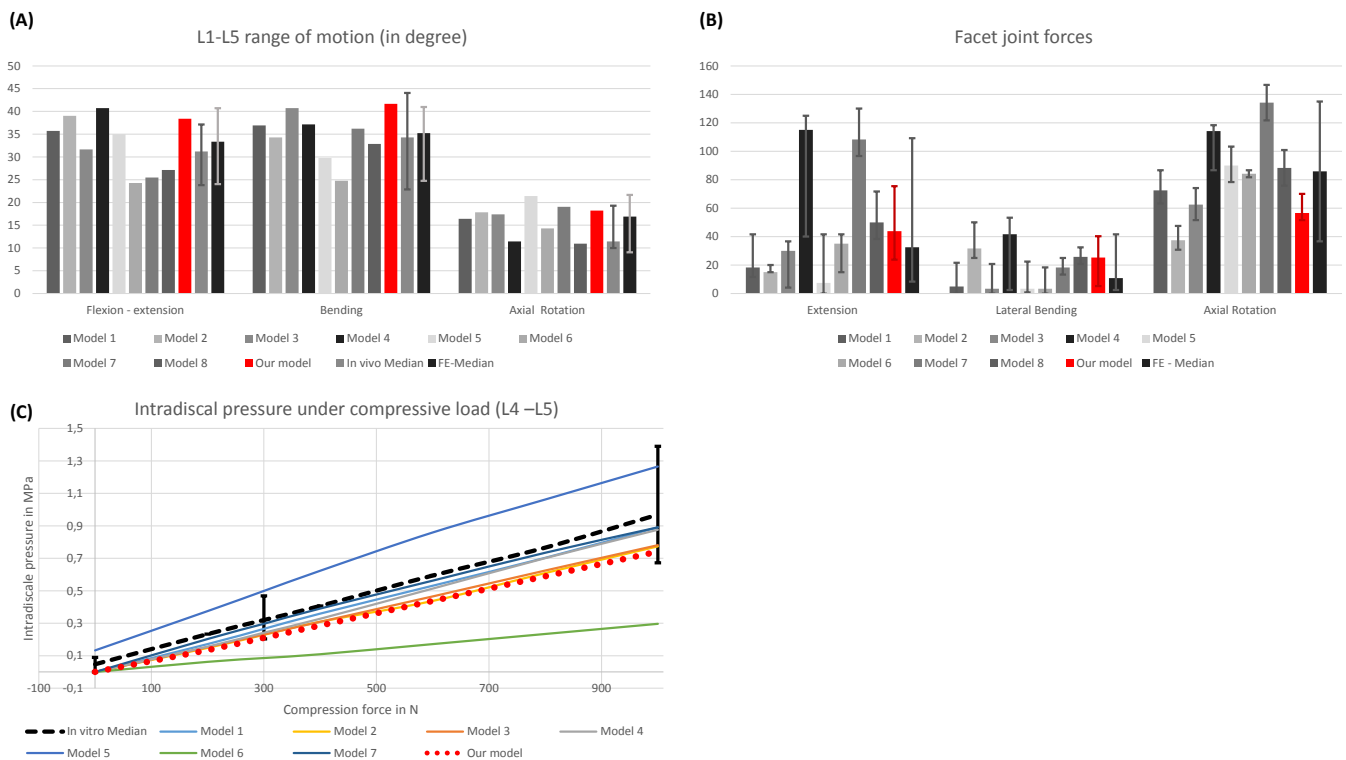 (A)
L1-L5 range of motion (in degree)
50
45
40
35
30
25
20
15
10
5
0
Flexion - extension Bending Axial Rotation
Model 1 Model 2 Model 3 Model 4 Model 5 Model 6
Model 7 Model 8 Our model In vivo Median FE-Median
(B)
Facet joint forces
160
140
120
100
80
60
40
20
0
Extension Lateral Bending Axial Rotation
Model 1 Model 2 Model 3 Model 4 Model 5
Model 6 Model 7 Model 8 Our model FE - Median
(C)
Intradiscal pressure under compressive load (L4 –L5)
Intradiscale pressure in MPa
1,5
1,3
1,1
0,9
0,7
0,5
0,3
0,1
-0,1
-100 100 300 500 700 900
Compression force in N
In vitro Median Model 1 Model 2 Model 3 Model 4
Model 5 Model 6 Model 7 Our model